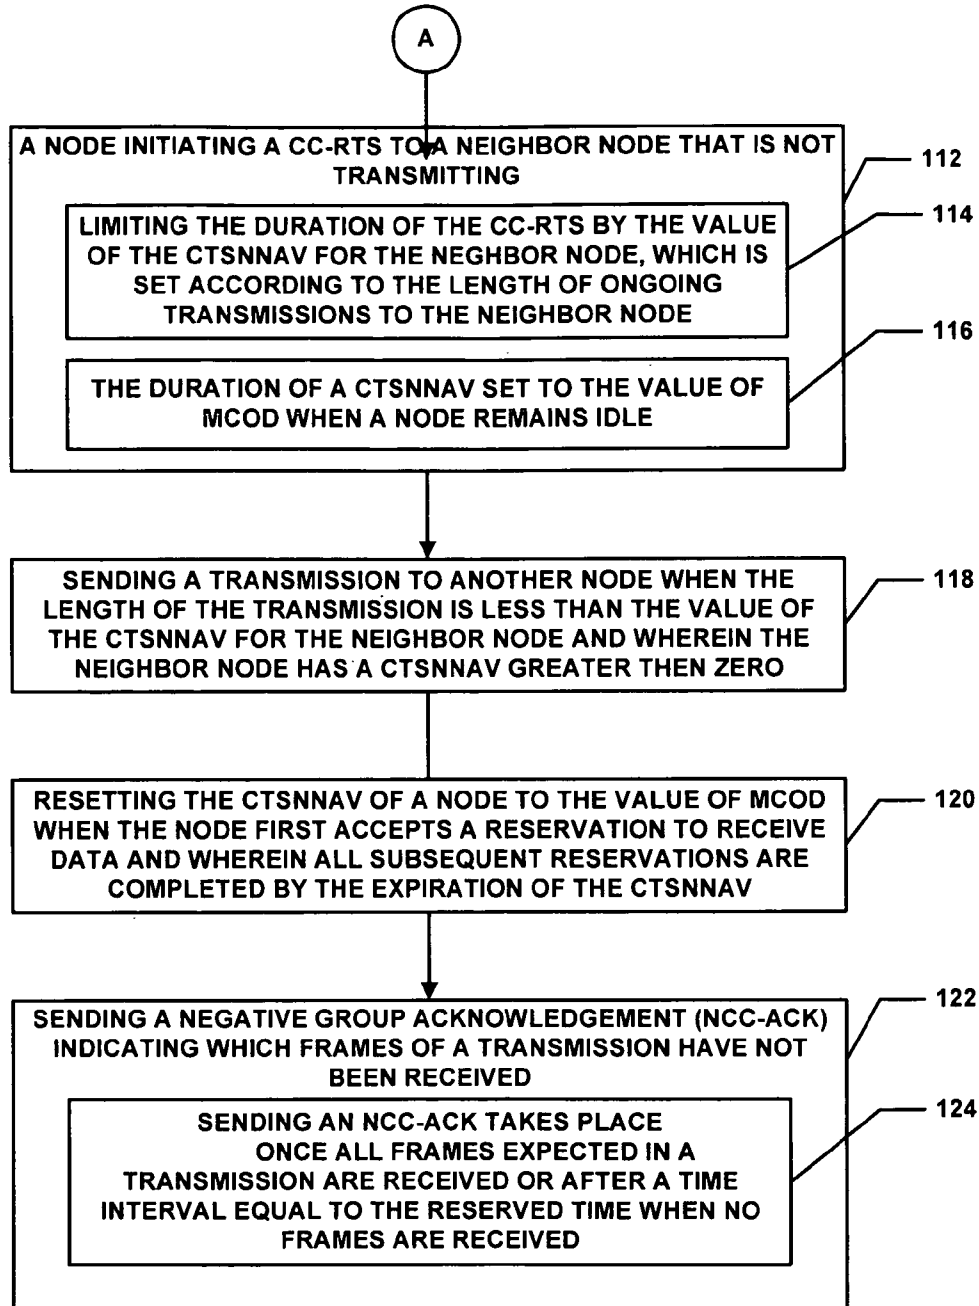 A
A NODE INITIATING A CC-RTS TO A NEIGHBOR NODE THAT IS NOT
TRANSMITTING
112
LIMITING THE DURATION OF THE CC-RTS BY THE VALUE
OF THE CTSNNAV FOR THE NEGHBOR NODE, WHICH IS
SET ACCORDING TO THE LENGTH OF ONGOING
TRANSMISSIONS TO THE NEIGHBOR NODE
114
THE DURATION OF A CTSNNAV SET TO THE VALUE OF
MCOD WHEN A NODE REMAINS IDLE
116
SENDING A TRANSMISSION TO ANOTHER NODE WHEN THE
LENGTH OF THE TRANSMISSION IS LESS THAN THE VALUE OF
THE CTSNNAV FOR THE NEIGHBOR NODE AND WHEREIN THE
NEIGHBOR NODE HAS A CTSNNAV GREATER THEN ZERO
118
RESETTING THE CTSNNAV OF A NODE TO THE VALUE OF MCOD
WHEN THE NODE FIRST ACCEPTS A RESERVATION TO RECEIVE
DATA AND WHEREIN ALL SUBSEQUENT RESERVATIONS ARE
COMPLETED BY THE EXPIRATION OF THE CTSNNAV
120
SENDING A NEGATIVE GROUP ACKNOWLEDGEMENT (NCC-ACK)
INDICATING WHICH FRAMES OF A TRANSMISSION HAVE NOT
BEEN RECEIVED
122
SENDING AN NCC-ACK TAKES PLACE
ONCE ALL FRAMES EXPECTED IN A
TRANSMISSION ARE RECEIVED OR AFTER A TIME
INTERVAL EQUAL TO THE RESERVED TIME WHEN NO
FRAMES ARE RECEIVED
124